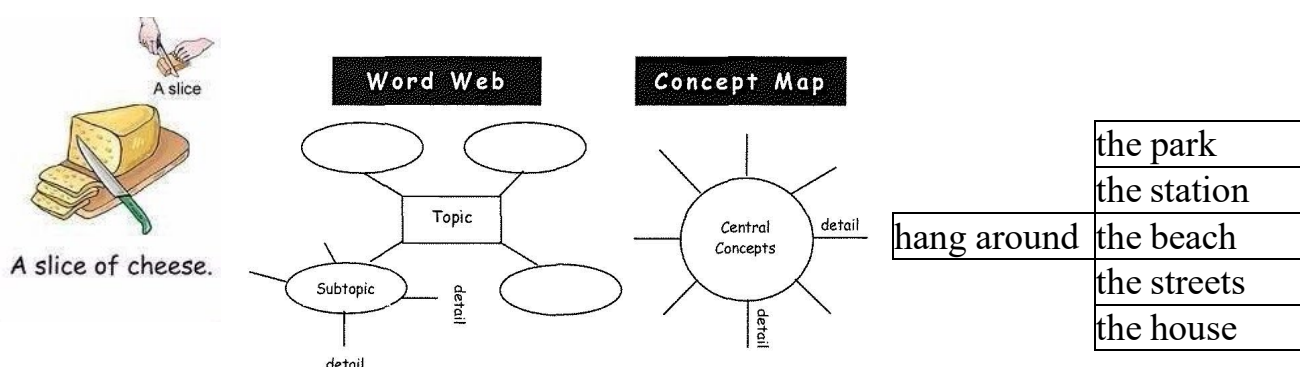 A slice
A slice of cheese.
Word Web
Topic
Subtopic
detail
detail
Concept Map
Central
Concepts
detail
detail
hang around
the park
the station
the beach
the streets
the house